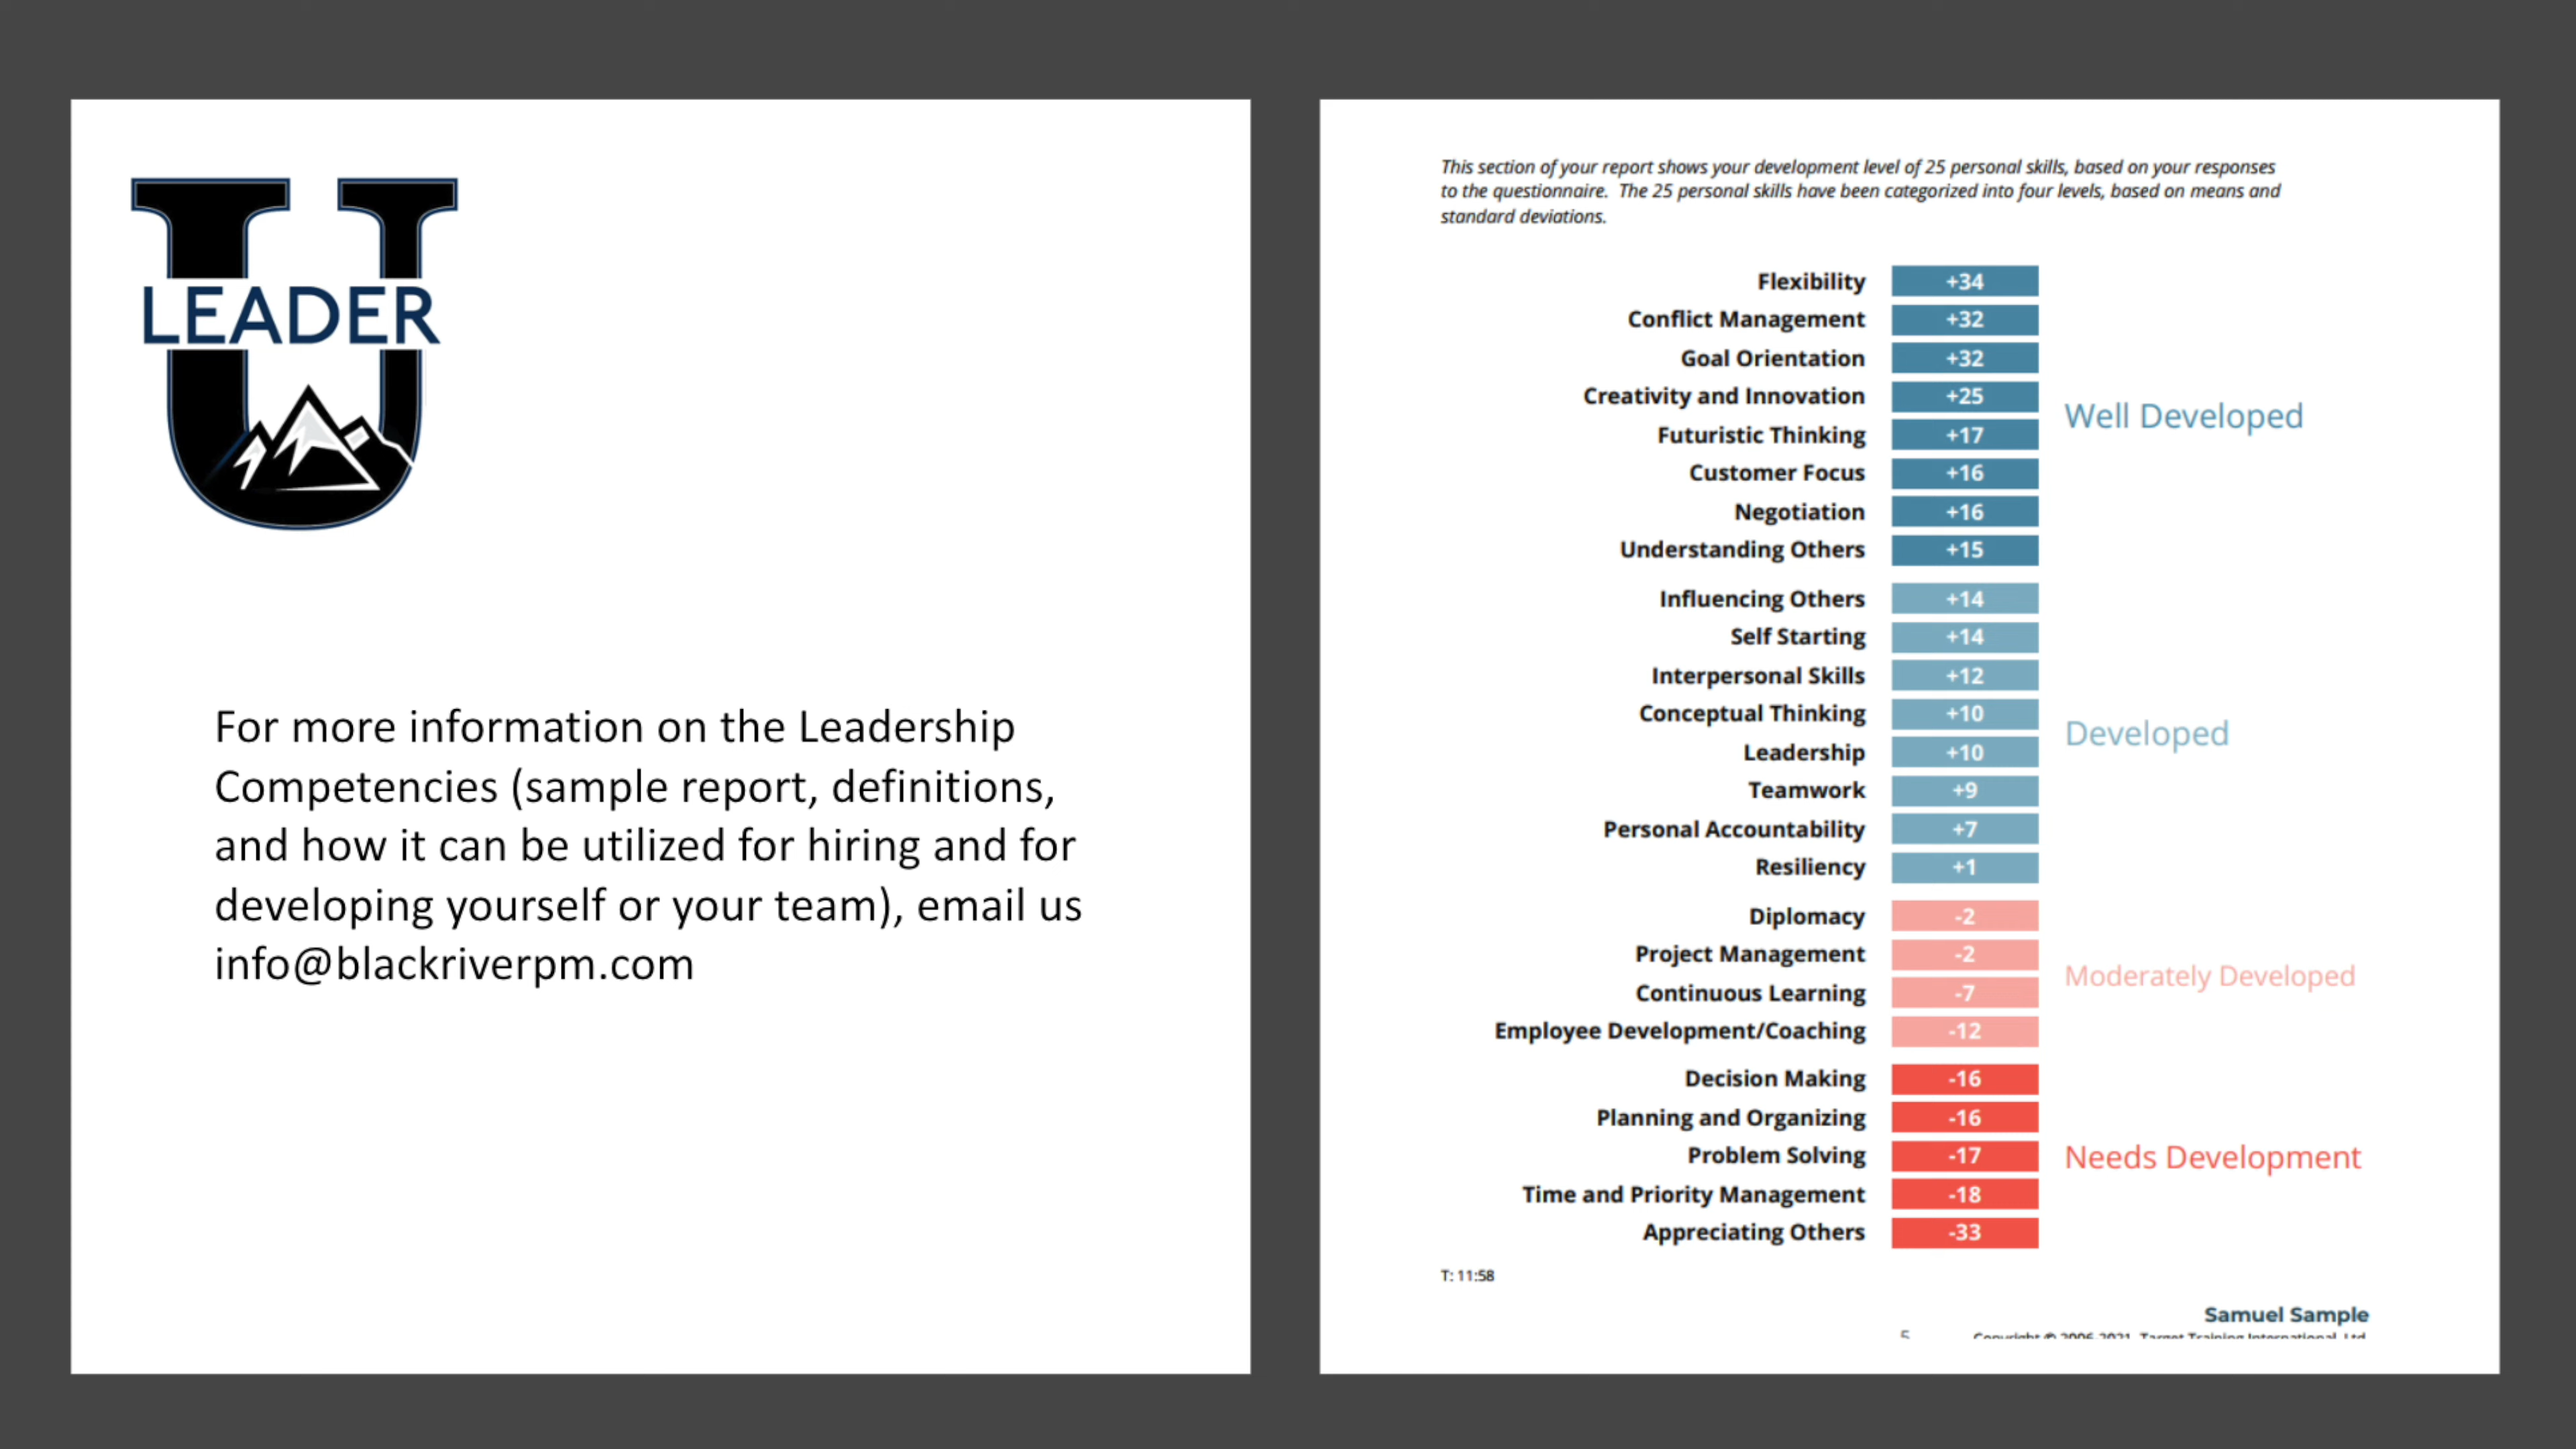 U
LEADER
For more information on the Leadership
Competencies (sample report, definitions,
and how it can be utilized for hiring and for
developing yourself or your team), email us
info@blackriverpm.com
This section of your report shows your development level of 25 personal skills, based on your responses
to the questionnaire. The 25 personal skills have been categorized into four levels, based on means and
standard deviations.
Flexibility +34
Conflict Management +32
Goal Orientation +32
Creativity and Innovation +25
Well Developed
Futuristic Thinking +17
Customer Focus +16
Negotiation +16
Understanding Others +15
Influencing Others +14
Self Starting +14
Interpersonal Skills +12
Conceptual Thinking +10
Developed
Leadership +10
Teamwork +9
Personal Accountability +7
Resiliency +1
Diplomacy -2
Project Management -2
Moderately Developed
Continuous Learning -7
Employee Development/Coaching -12
Decision Making -16
Planning and Organizing -16
Problem Solving -17 Needs Development
Time and Priority Management -18
Appreciating Others -33
T: 11:58
Samuel Sample
5 Copyright © 2006-2021, Target Training International, Ltd.